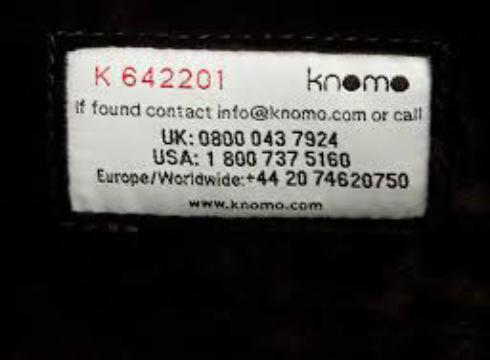 K 642201 knomo
If found contact info@knomo.com or call
UK: 0800 043 7924
USA: 1 800 737 5160
Europe/Worldwide:+44 20 74620750
www.knomo.com